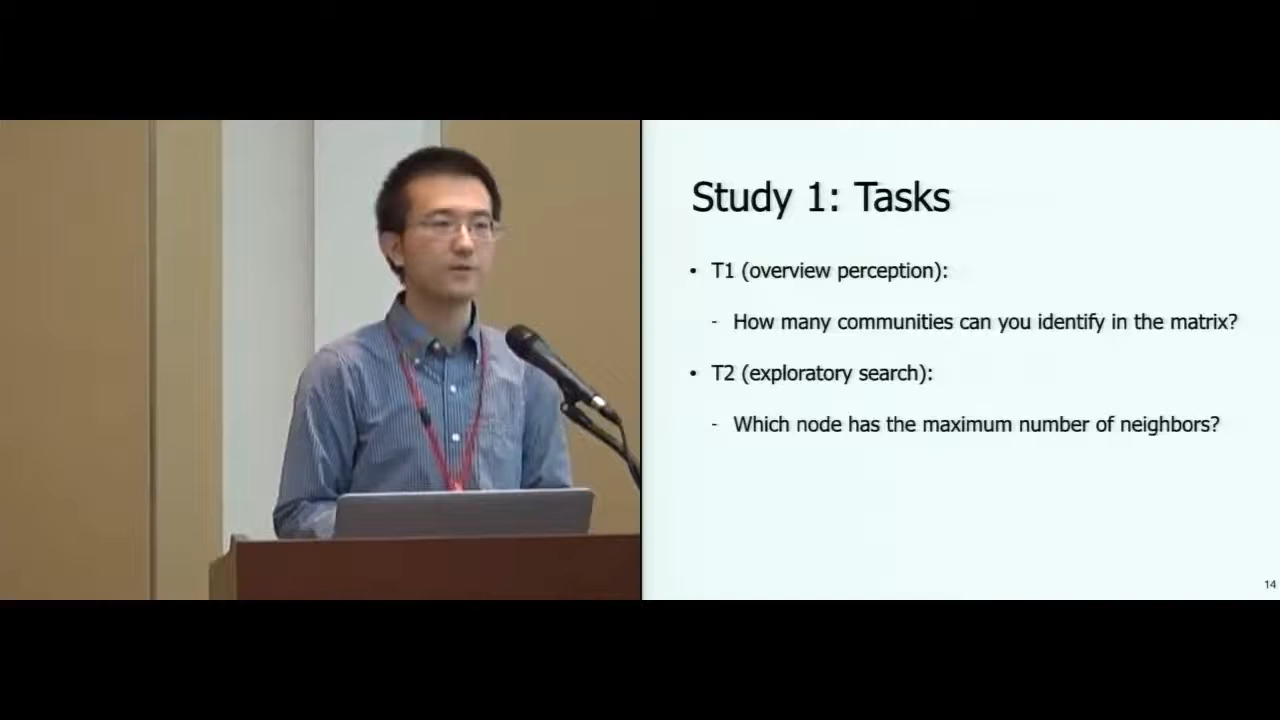 Study 1: Tasks
• T1 (overview perception):
- How many communities can you identify in the matrix?
• T2 (exploratory search):
- Which node has the maximum number of neighbors?
14